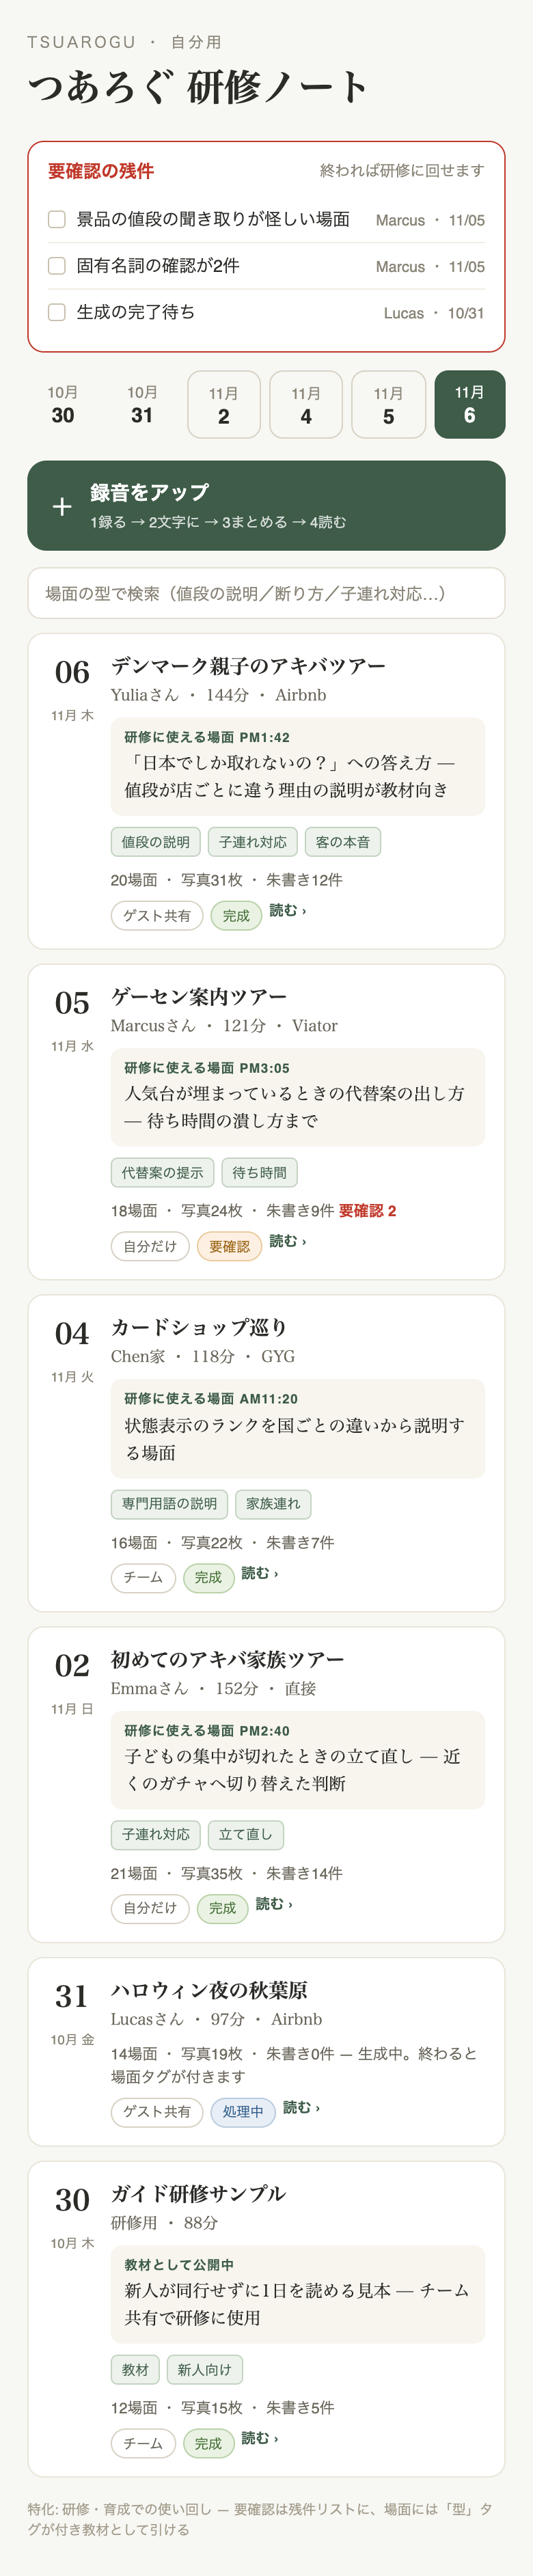 TSUAROGU ・ 自分用
つあろぐ 研修ノート
要確認の残件 終われば研修に回せます
景品の値段の聞き取りが怪しい場面 Marcus ・ 11/05
固有名詞の確認が2件 Marcus ・ 11/05
生成の完了待ち Lucas ・ 10/31
10月 10月 11月 11月 11月 11月
30 31 2 4 5 6
+ 録音をアップ
1録る → 2文字に → 3まとめる → 4読む
場面の型で検索（値段の説明／断り方／子連れ対応…）
06 デンマーク親子のアキバツアー
11月 木 Yuliaさん ・ 144分 ・ Airbnb
研修に使える場面 PM1:42
「日本でしか取れないの？」への答え方 —
値段が店ごとに違う理由の説明が教材向き
値段の説明 子連れ対応 客の本音
20場面 ・ 写真31枚 ・ 朱書き12件
ゲスト共有 完成 読む ›
05 ゲーセン案内ツアー
11月 水 Marcusさん ・ 121分 ・ Viator
研修に使える場面 PM3:05
人気台が埋まっているときの代替案の出し方
— 待ち時間の潰し方まで
代替案の提示 待ち時間
18場面 ・ 写真24枚 ・ 朱書き9件 要確認 2
自分だけ 要確認 読む ›
04 カードショップ巡り
11月 火 Chen家 ・ 118分 ・ GYG
研修に使える場面 AM11:20
状態表示のランクを国ごとの違いから説明す
る場面
専門用語の説明 家族連れ
16場面 ・ 写真22枚 ・ 朱書き7件
チーム 完成 読む ›
02 初めてのアキバ家族ツアー
11月 日 Emmaさん ・ 152分 ・ 直接
研修に使える場面 PM2:40
子どもの集中が切れたときの立て直し — 近
くのガチャへ切り替えた判断
子連れ対応 立て直し
21場面 ・ 写真35枚 ・ 朱書き14件
自分だけ 完成 読む ›
31 ハロウィン夜の秋葉原
10月 金 Lucasさん ・ 97分 ・ Airbnb
14場面 ・ 写真19枚 ・ 朱書き0件 — 生成中。終わると
場面タグが付きます
ゲスト共有 処理中 読む ›
30 ガイド研修サンプル
10月 木 研修用 ・ 88分
教材として公開中
新人が同行せずに1日を読める見本 — チーム
共有で研修に使用
教材 新人向け
12場面 ・ 写真15枚 ・ 朱書き5件
チーム 完成 読む ›
特化: 研修・育成での使い回し — 要確認は残件リストに、場面には「型」タ
グが付き教材として引ける